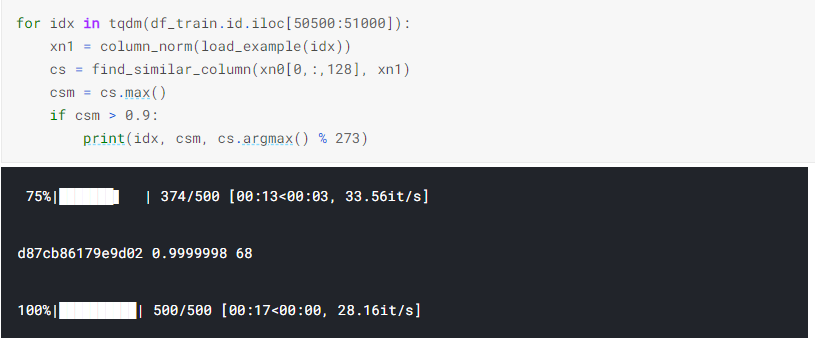 for idx in tqdm(df_train.id.iloc[50500:51000]):
    xn1 = column_norm(load_example(idx))
    cs = find_similar_column(xn0[0,:,128], xn1)
    csm = cs.max()
    if csm > 0.9:
        print(idx, csm, cs.argmax() % 273)
75%|███████▌  | 374/500 [00:13<00:03, 33.56it/s]
d87cb86179e9d02 0.9999998 68
100%|██████████| 500/500 [00:17<00:00, 28.16it/s]